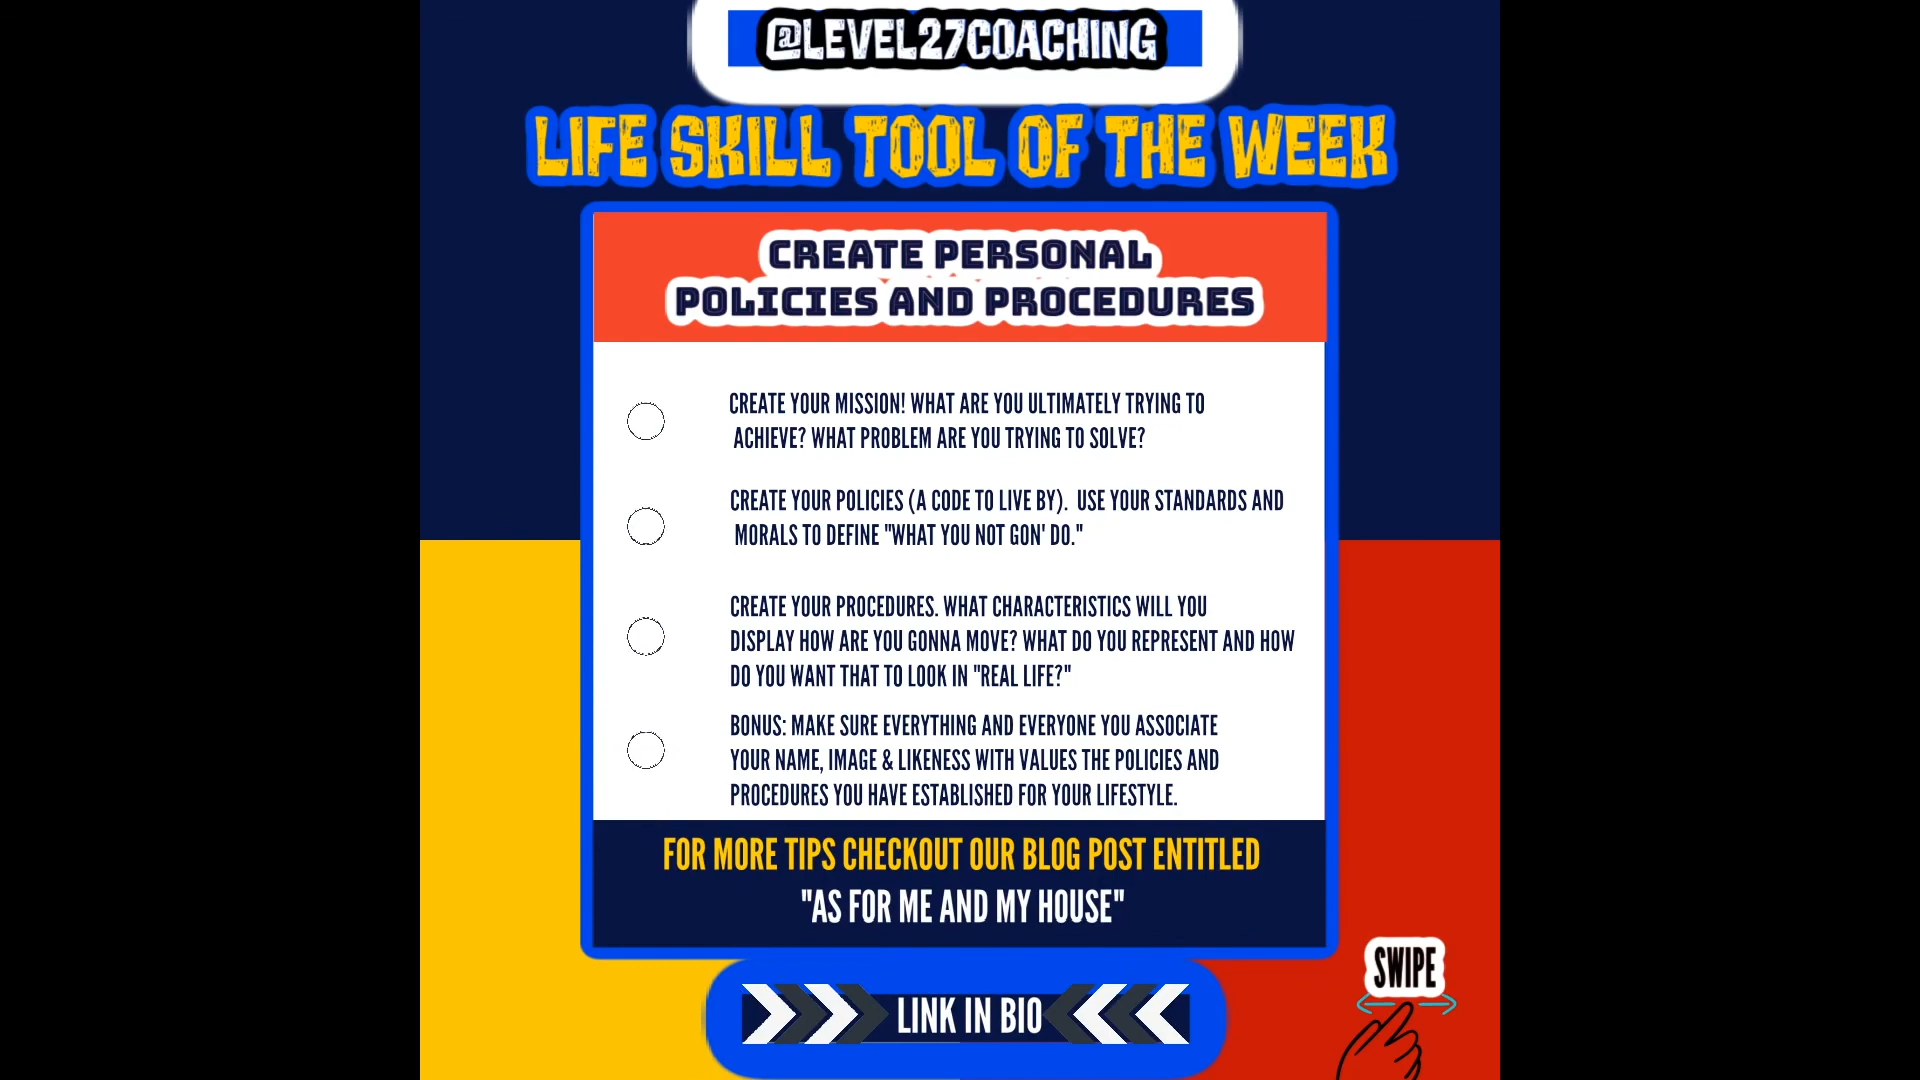 @LEVEL27COACHING
LIFE SKILL TOOL OF THE WEEK
CREATE PERSONAL
POLICIES AND PROCEDURES
CREATE YOUR MISSION! WHAT ARE YOU ULTIMATELY TRYING TO
ACHIEVE? WHAT PROBLEM ARE YOU TRYING TO SOLVE?
CREATE YOUR POLICIES (A CODE TO LIVE BY). USE YOUR STANDARDS AND
MORALS TO DEFINE "WHAT YOU NOT GON' DO."
CREATE YOUR PROCEDURES. WHAT CHARACTERISTICS WILL YOU
DISPLAY HOW ARE YOU GONNA MOVE? WHAT DO YOU REPRESENT AND HOW
DO YOU WANT THAT TO LOOK IN "REAL LIFE?"
BONUS: MAKE SURE EVERYTHING AND EVERYONE YOU ASSOCIATE
YOUR NAME, IMAGE & LIKENESS WITH VALUES THE POLICIES AND
PROCEDURES YOU HAVE ESTABLISHED FOR YOUR LIFESTYLE.
FOR MORE TIPS CHECKOUT OUR BLOG POST ENTITLED
"AS FOR ME AND MY HOUSE"
SWIPE
LINK IN BIO